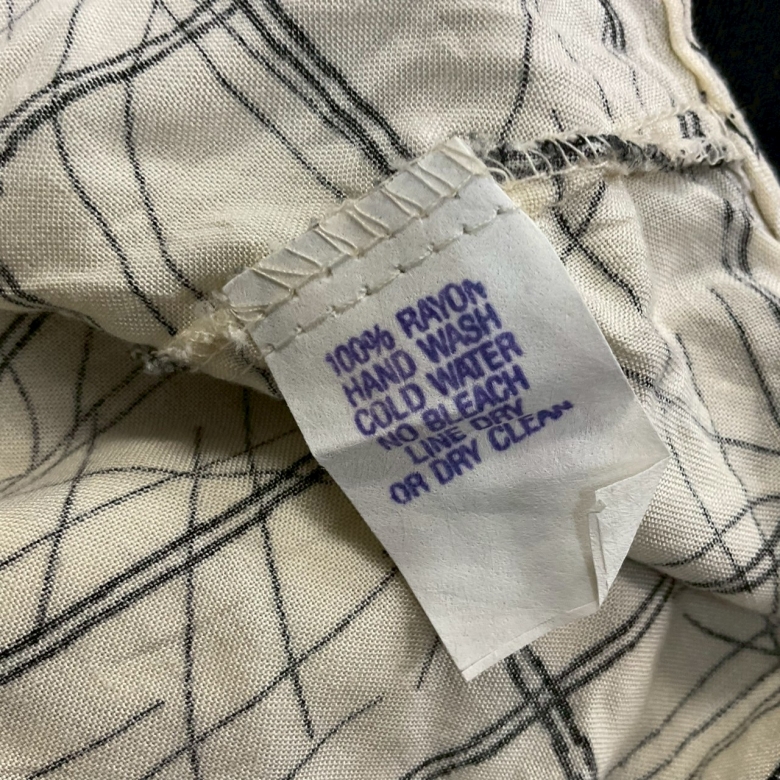 100% RAYON
HAND WASH
COLD WATER
NO BLEACH
LINE DRY
OR DRY CLEAN